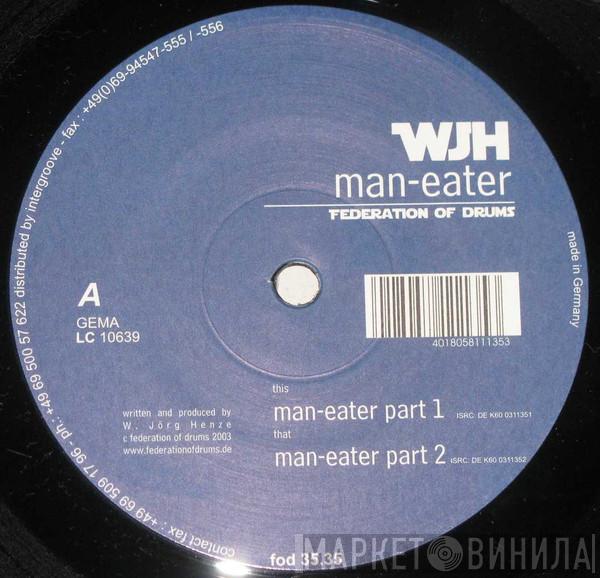 contact fax : +49 69 509 17 96 - ph.: +49 69 500 57 622 distributed by intergroove - fax : +49(0)69-94547-555 / -556
WJH
man-eater
FEDERATION OF DRUMS
made in Germany
A
GEMA
LC 10639
4018058111353
this
man-eater part 1 ISRC: DE K60 0311351
that
man-eater part 2 ISRC: DE K60 0311352
written and produced by
W. Jörg Henze
c federation of drums 2003
www.federationofdrums.de
fod 35.35
МАРКЕТ ВИНИЛА